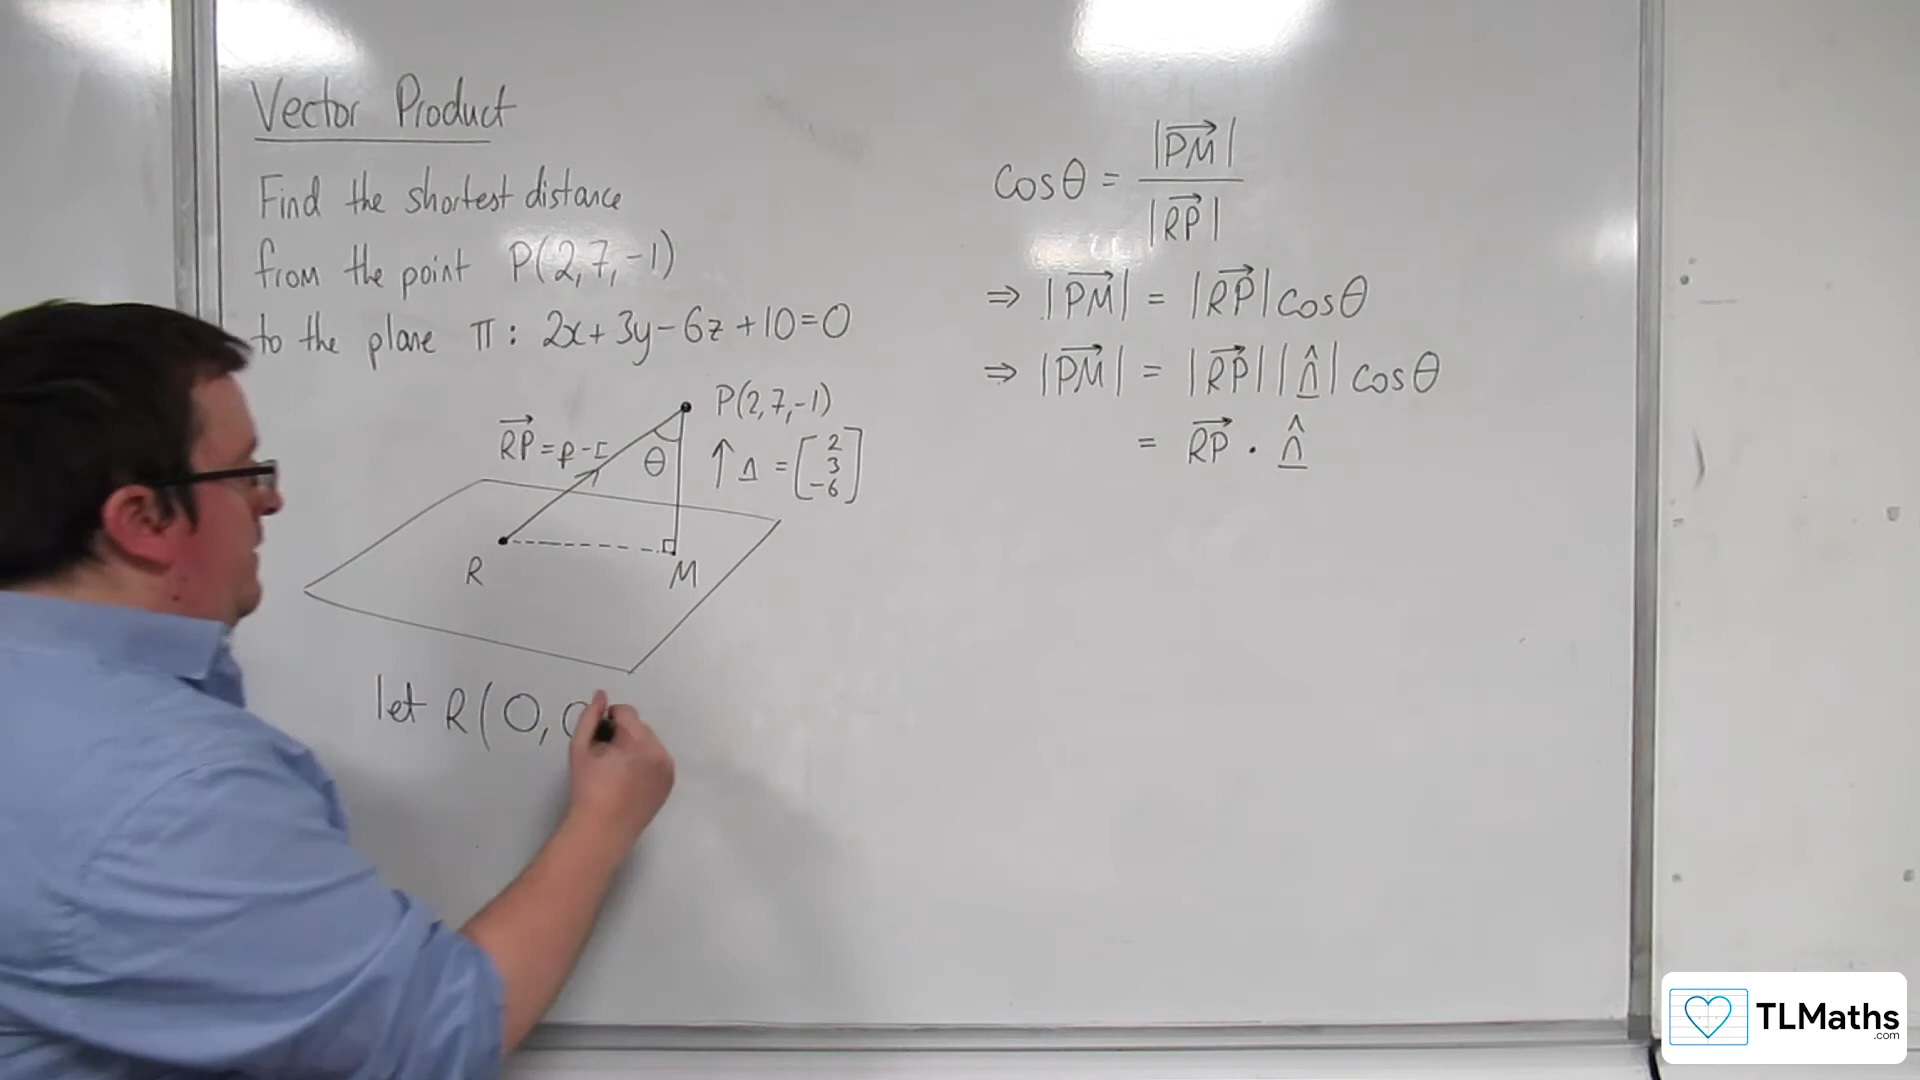 Vector Product
Find the shortest distance
from the point P(2,7,-1)
to the plane π: 2x+3y-6z+10=0
P(2,7,-1)
RP⃗ = p - r
θ
↑ n = [2 3 -6]
R
M
let R(0,0
cosθ = |PM⃗| / |RP⃗|
⇒ |PM⃗| = |RP⃗|cosθ
⇒ |PM⃗| = |RP⃗||n̂|cosθ
= RP⃗ · n̂
TLMaths
.com